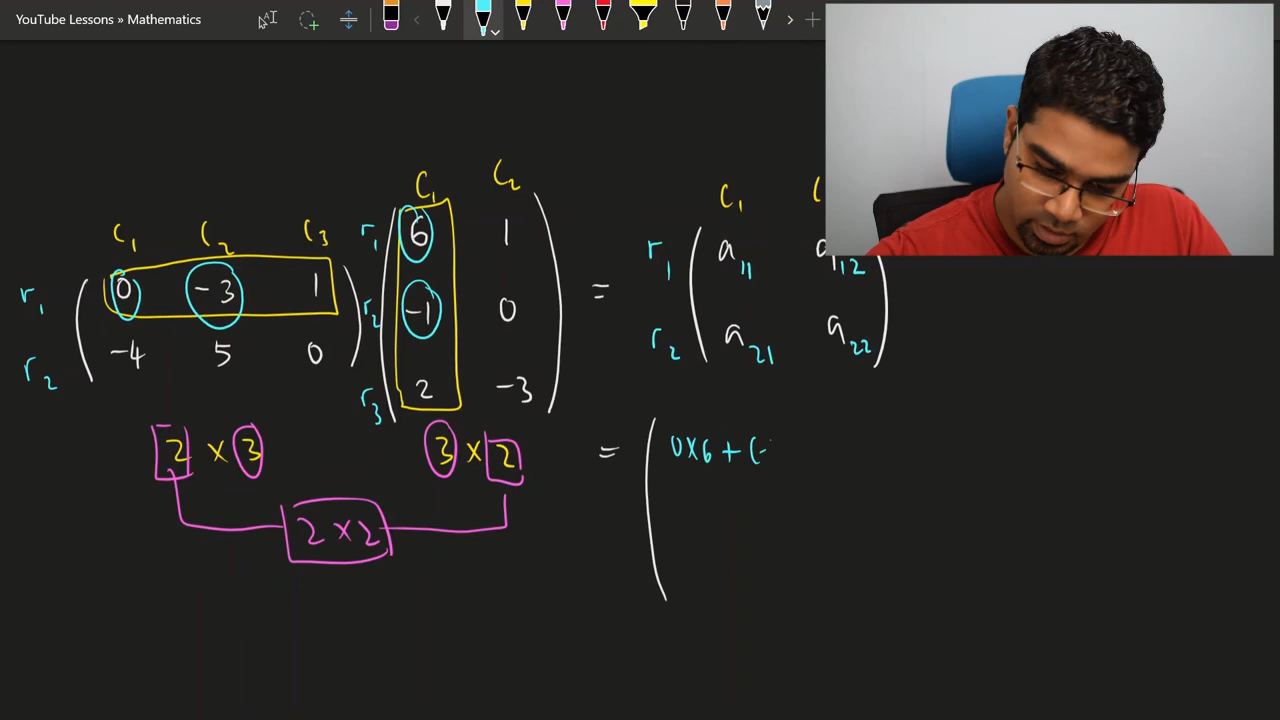 YouTube Lessons » Mathematics
C₁ C₂ C₃
r₁ ( 0 -3 1 )
r₂ ( -4 5 0 )
C₁ C₂
r₁ ( 6 1 )
r₂ ( -1 0 )
r₃ ( 2 -3 )
=
C₁
r₁ ( a₁₁ a₁₂ )
r₂ ( a₂₁ a₂₂ )
2 × 3 3 × 2
2 × 2
= ( 0×6 + (-